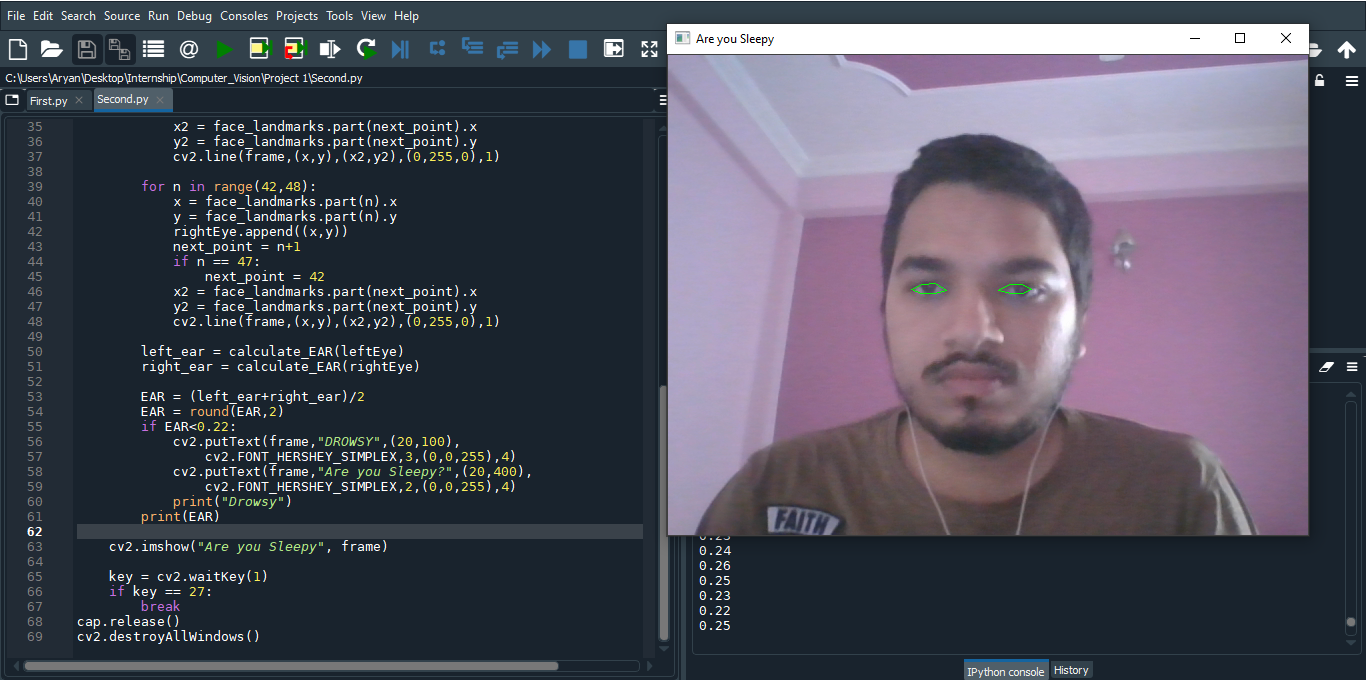 File Edit Search Source Run Debug Consoles Projects Tools View Help
C:\Users\Aryan\Desktop\Internship\Computer_Vision\Project 1\Second.py
First.py
Second.py
35 x2 = face_landmarks.part(next_point).x
36 y2 = face_landmarks.part(next_point).y
37 cv2.line(frame,(x,y),(x2,y2),(0,255,0),1)
38
39 for n in range(42,48):
40 x = face_landmarks.part(n).x
41 y = face_landmarks.part(n).y
42 rightEye.append((x,y))
43 next_point = n+1
44 if n == 47:
45 next_point = 42
46 x2 = face_landmarks.part(next_point).x
47 y2 = face_landmarks.part(next_point).y
48 cv2.line(frame,(x,y),(x2,y2),(0,255,0),1)
49
50 left_ear = calculate_EAR(leftEye)
51 right_ear = calculate_EAR(rightEye)
52
53 EAR = (left_ear+right_ear)/2
54 EAR = round(EAR,2)
55 if EAR<0.22:
56 cv2.putText(frame,"DROWSY",(20,100),
57 cv2.FONT_HERSHEY_SIMPLEX,3,(0,0,255),4)
58 cv2.putText(frame,"Are you Sleepy?",(20,400),
59 cv2.FONT_HERSHEY_SIMPLEX,2,(0,0,255),4)
60 print("Drowsy")
61 print(EAR)
62
63 cv2.imshow("Are you Sleepy", frame)
64
65 key = cv2.waitKey(1)
66 if key == 27:
67 break
68 cap.release()
69 cv2.destroyAllWindows()
Are you Sleepy
FAITH
0.24
0.26
0.25
0.23
0.22
0.25
IPython console
History